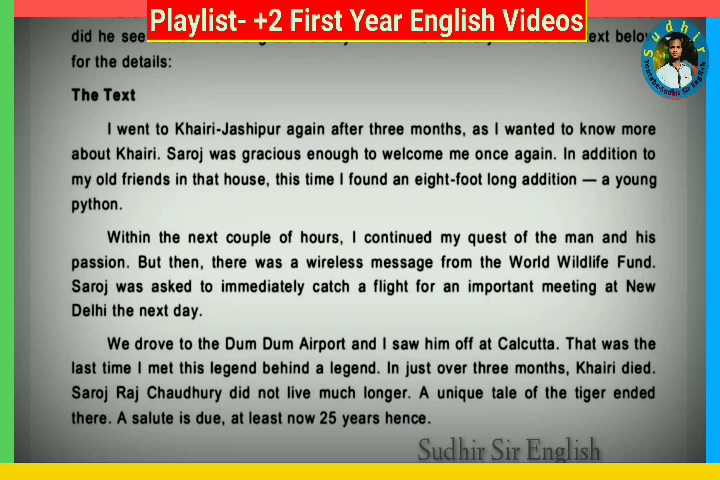 Playlist- +2 First Year English Videos
did he see
text below
for the details:
The Text
I went to Khairi-Jashipur again after three months, as I wanted to know more
about Khairi. Saroj was gracious enough to welcome me once again. In addition to
my old friends in that house, this time I found an eight-foot long addition — a young
python.
Within the next couple of hours, I continued my quest of the man and his
passion. But then, there was a wireless message from the World Wildlife Fund.
Saroj was asked to immediately catch a flight for an important meeting at New
Delhi the next day.
We drove to the Dum Dum Airport and I saw him off at Calcutta. That was the
last time I met this legend behind a legend. In just over three months, Khairi died.
Saroj Raj Chaudhury did not live much longer. A unique tale of the tiger ended
there. A salute is due, at least now 25 years hence.
Sudhir Sir English
Sudhir
Youtube-Sudhir Sir English